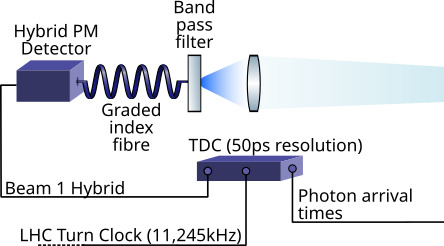 Hybrid PM
Detector
Band
pass
filter
Graded
index
fibre
TDC (50ps resolution)
Beam 1 Hybrid
Photon arrival
times
LHC Turn Clock (11,245kHz)